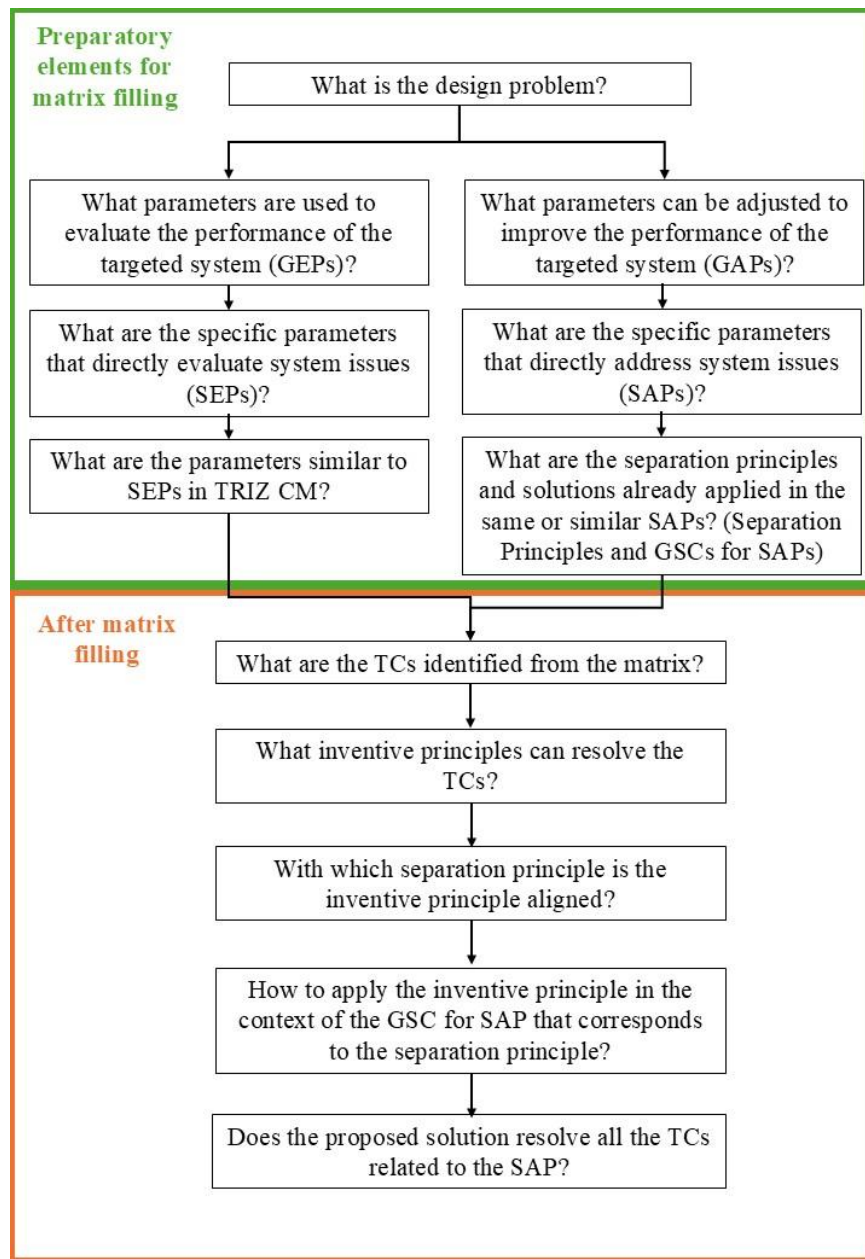 Preparatory
elements for
matrix filling
What is the design problem?
What parameters are used to
evaluate the performance of the
targeted system (GEPs)?
What parameters can be adjusted to
improve the performance of the
targeted system (GAPs)?
What are the specific parameters
that directly evaluate system issues
(SEPs)?
What are the specific parameters
that directly address system issues
(SAPs)?
What are the parameters similar to
SEPs in TRIZ CM?
What are the separation principles
and solutions already applied in the
same or similar SAPs? (Separation
Principles and GSCs for SAPs)
After matrix
filling
What are the TCs identified from the matrix?
What inventive principles can resolve the
TCs?
With which separation principle is the
inventive principle aligned?
How to apply the inventive principle in the
context of the GSC for SAP that corresponds
to the separation principle?
Does the proposed solution resolve all the TCs
related to the SAP?